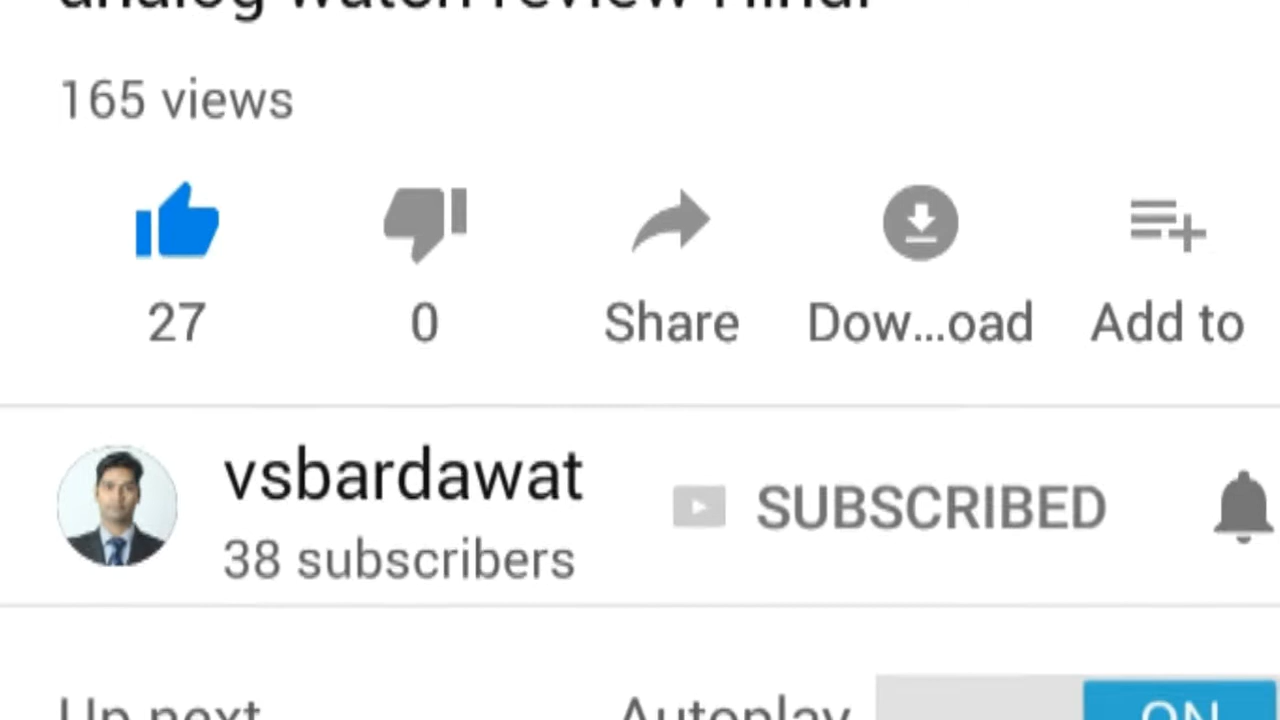 analog watch review Hindi
165 views
27 0 Share Dow...oad Add to
vsbardawat
SUBSCRIBED
38 subscribers
Up next Autoplay ON